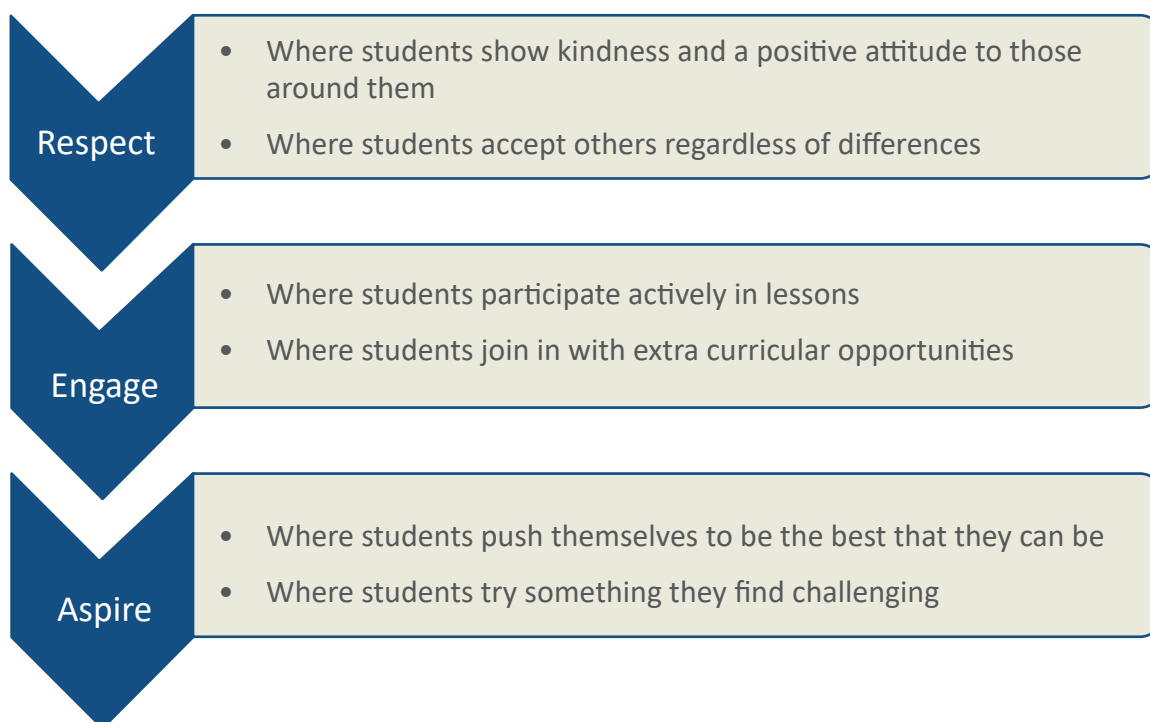 Respect
• Where students show kindness and a positive attitude to those
around them
• Where students accept others regardless of differences
Engage
• Where students participate actively in lessons
• Where students join in with extra curricular opportunities
Aspire
• Where students push themselves to be the best that they can be
• Where students try something they find challenging